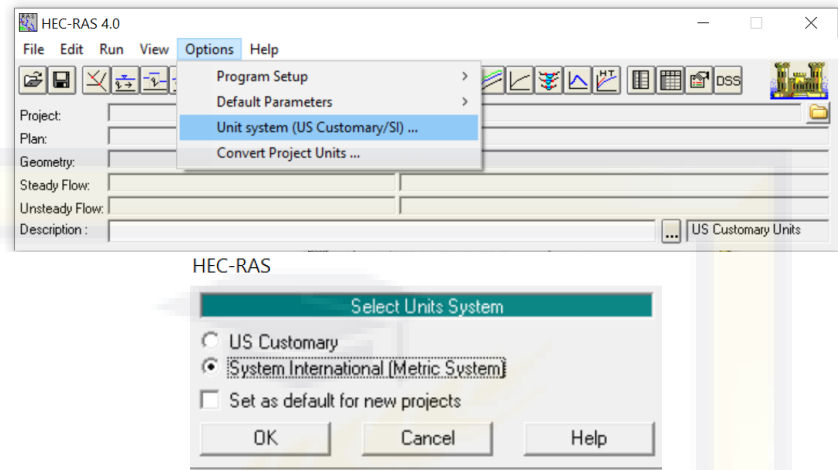 HEC-RAS 4.0
File Edit Run View Options Help
Program Setup
Default Parameters
Unit system (US Customary/SI) ...
Convert Project Units ...
HT
DSS
Project:
Plan:
Geometry:
Steady Flow:
Unsteady Flow:
Description :
... US Customary Units
HEC-RAS
Select Units System
US Customary
System International (Metric System)
Set as default for new projects
OK Cancel Help